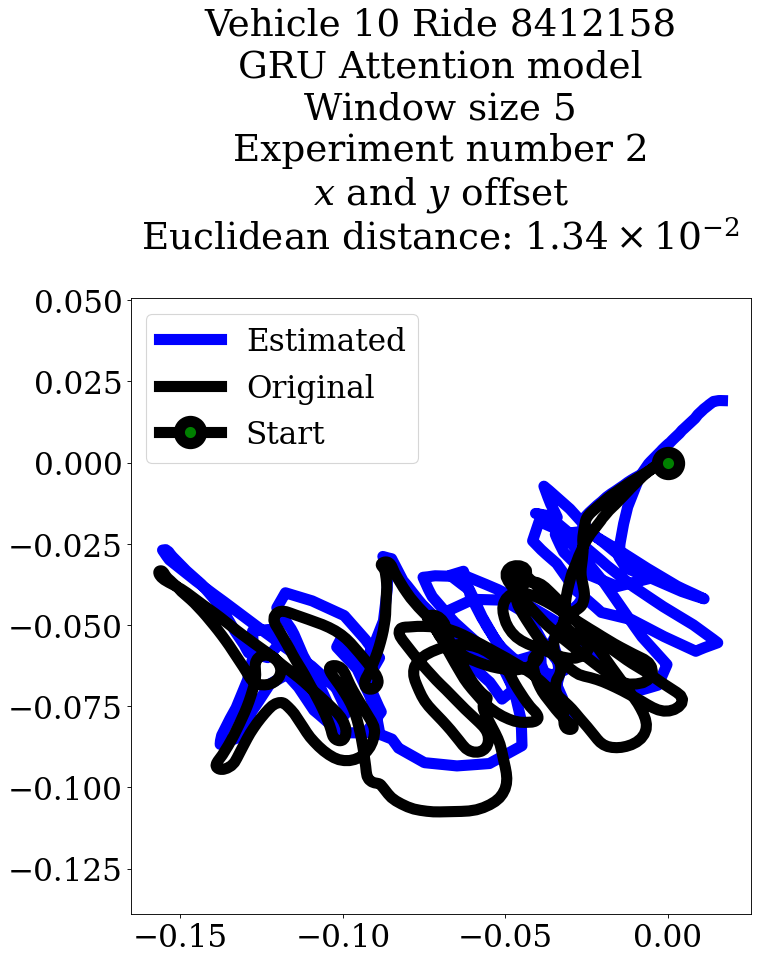 Vehicle 10 Ride 8412158
GRU Attention model
Window size 5
Experiment number 2
x and y offset
Euclidean distance: 1.34 × 10⁻²
0.050
0.025
0.000
−0.025
−0.050
−0.075
−0.100
−0.125
Estimated
Original
Start
−0.15
−0.10
−0.05
0.00